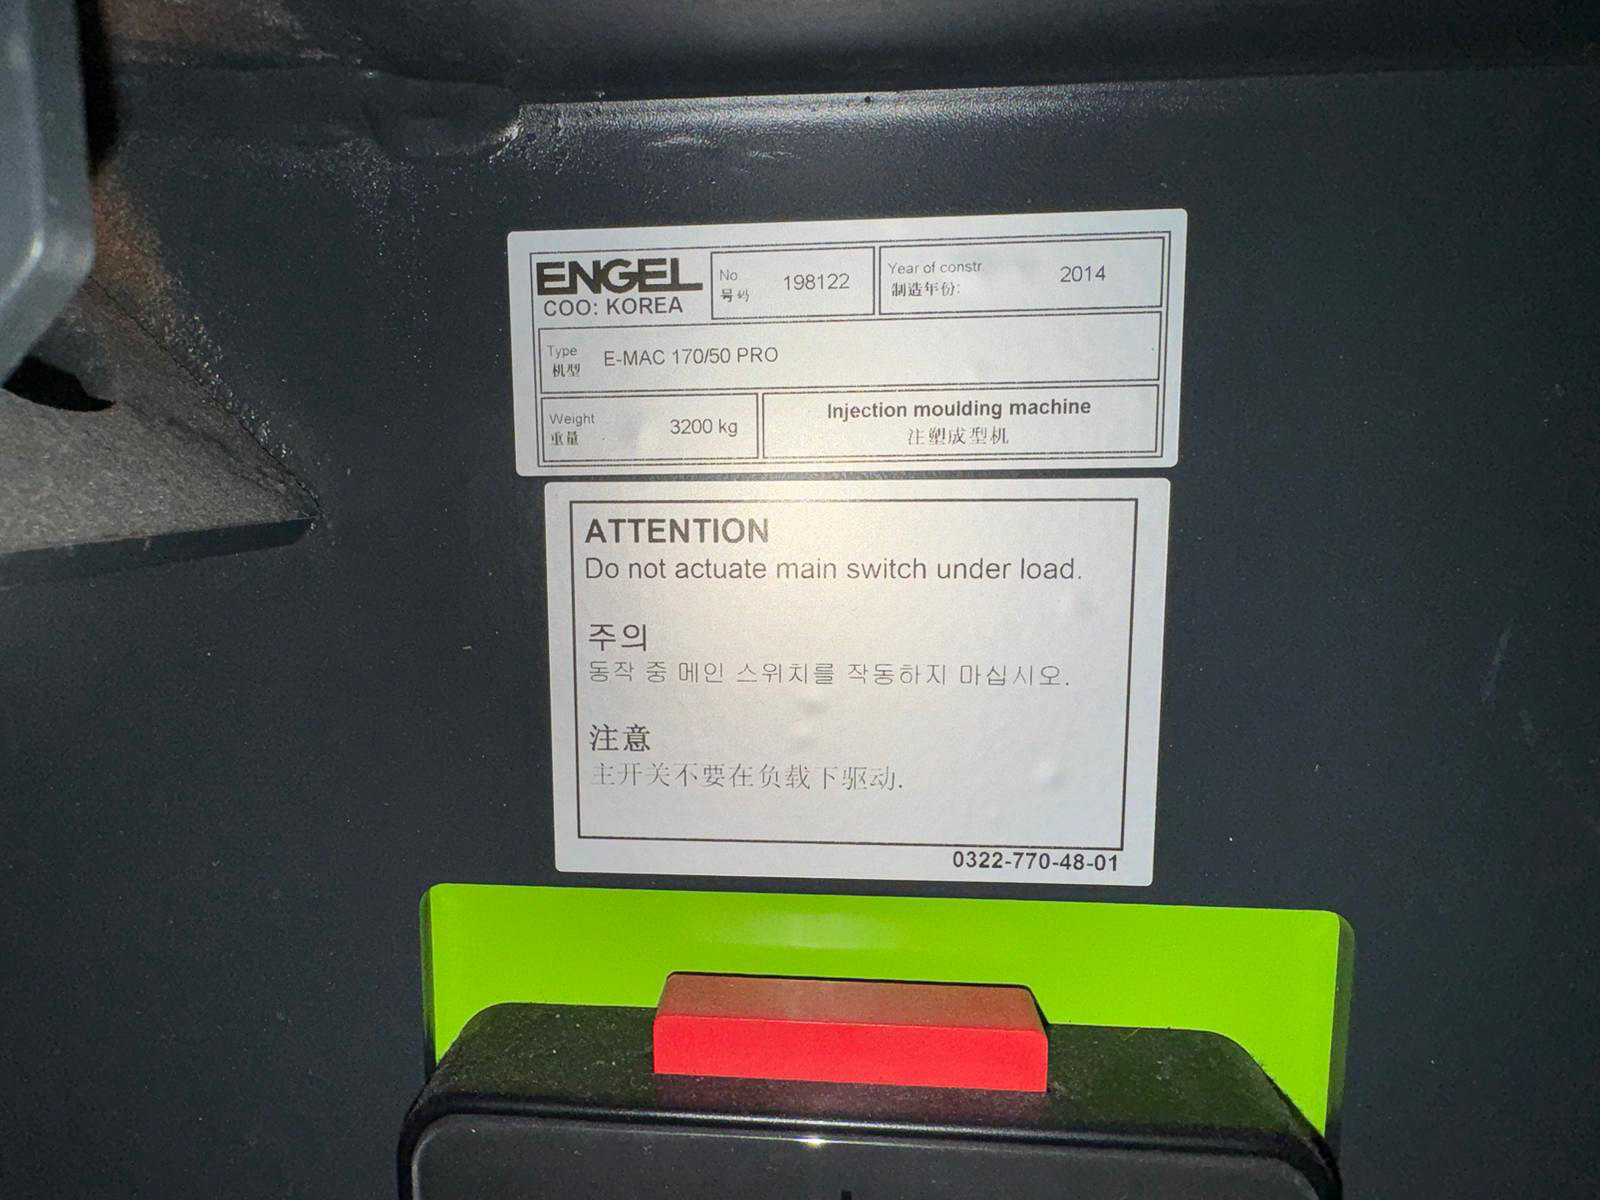 ENGEL
COO: KOREA
No.
号码
198122
Year of constr.
制造年份:
2014
Type
机型
E-MAC 170/50 PRO
Weight
重量
3200 kg
Injection moulding machine
注塑成型机
ATTENTION
Do not actuate main switch under load.
주의
동작 중 메인 스위치를 작동하지 마십시오.
注意
主开关不要在负载下驱动.
0322-770-48-01